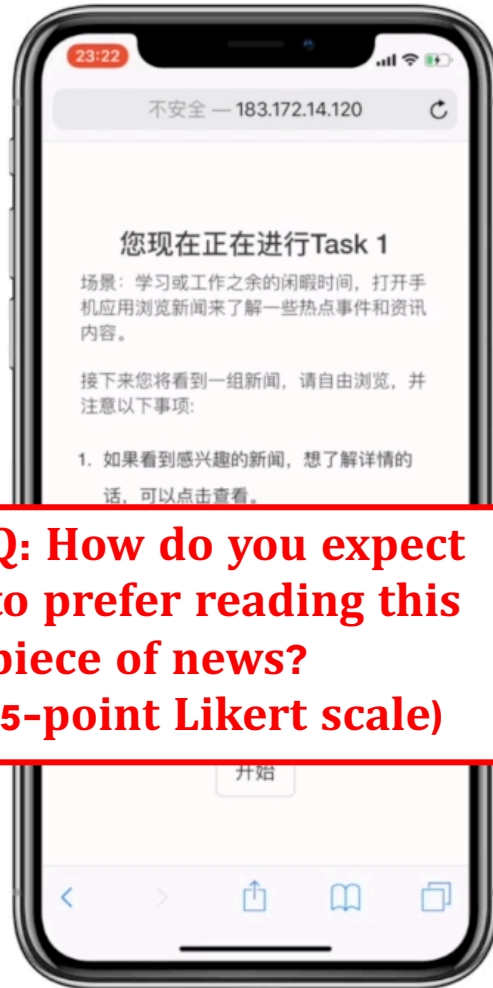 23:22
不安全 — 183.172.14.120
您现在正在进行Task 1
场景：学习或工作之余的闲暇时间，打开手
机应用浏览新闻来了解一些热点事件和资讯
内容。
接下来您将看到一组新闻，请自由浏览，并
注意以下事项:
1. 如果看到感兴趣的新闻，想了解详情的
话，可以点击查看。
Q: How do you expect
to prefer reading this
piece of news?
5-point Likert scale)
开始